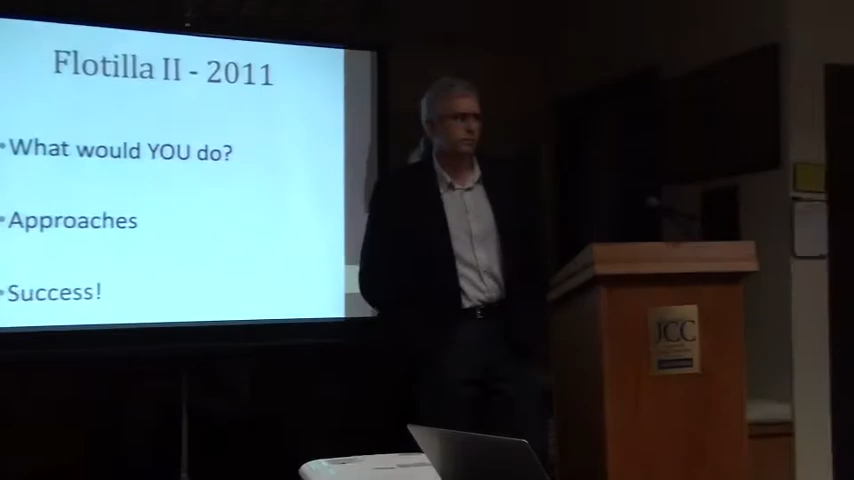 Flotilla II - 2011
•What would YOU do?
•Approaches
•Success!
JCC